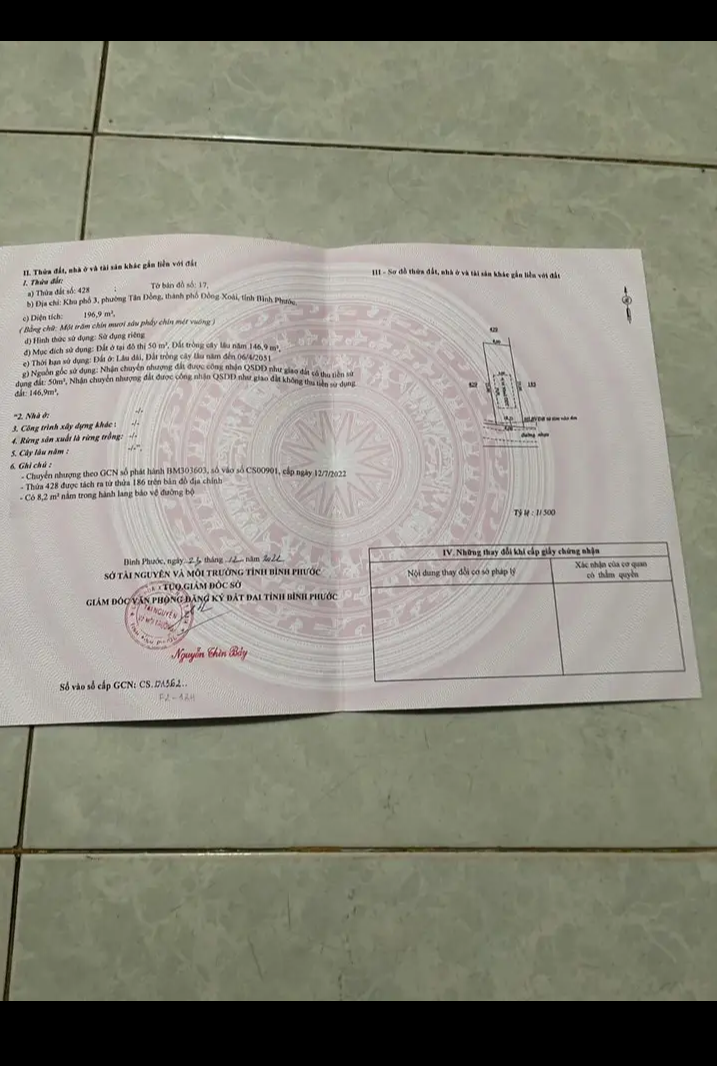 II. Thửa đất, nhà ở và tài sản khác gắn liền với đất
1. Thửa đất:
a) Thửa đất số: 428 ; Tờ bản đồ số: 17,
b) Địa chỉ: Khu phố 3, phường Tân Đồng, thành phố Đồng Xoài, tỉnh Bình Phước,
c) Diện tích: 196,9 m²,
( Bằng chữ: Một trăm chín mươi sáu phẩy chín mét vuông )
d) Hình thức sử dụng: Sử dụng riêng
đ) Mục đích sử dụng: Đất ở tại đô thị 50 m², Đất trồng cây lâu năm 146,9 m²,
e) Thời hạn sử dụng: Đất ở: Lâu dài, Đất trồng cây lâu năm đến 06/4/2051
g) Nguồn gốc sử dụng: Nhận chuyển nhượng đất được công nhận QSDĐ như giao đất có thu tiền sử
dụng đất: 50m², Nhận chuyển nhượng đất được công nhận QSDĐ như giao đất không thu tiền sử dụng
đất: 146,9m²,
"2. Nhà ở: -/-
3. Công trình xây dựng khác : -/-
4. Rừng sản xuất là rừng trồng: -/-
5. Cây lâu năm : -/-",
6. Ghi chú :
- Chuyển nhượng theo GCN số phát hành BM303603, số vào sổ CS00901, cấp ngày 12/7/2022
- Thửa 428 được tách ra từ thửa 186 trên bản đồ địa chính
- Có 8,2 m² nằm trong hành lang bảo vệ đường bộ
Bình Phước, ngày tháng 12 năm 2022
SỞ TÀI NGUYÊN VÀ MÔI TRƯỜNG TỈNH BÌNH PHƯỚC
TUQ.GIÁM ĐỐC SỞ
GIÁM ĐỐC VĂN PHÒNG ĐĂNG KÝ ĐẤT ĐAI TỈNH BÌNH PHƯỚC
TÀI NGUYÊN
VÀ MÔI TRƯỜNG
Nguyễn Thìn Bảy
Số vào sổ cấp GCN: CS.
III - Sơ đồ thửa đất, nhà ở và tài sản khác gắn liền với đất
đường nhựa
Tỷ lệ : 1/ 500
IV. Những thay đổi khi cấp giấy chứng nhận
Nội dung thay đổi cơ sở pháp lý
Xác nhận của cơ quan
có thẩm quyền